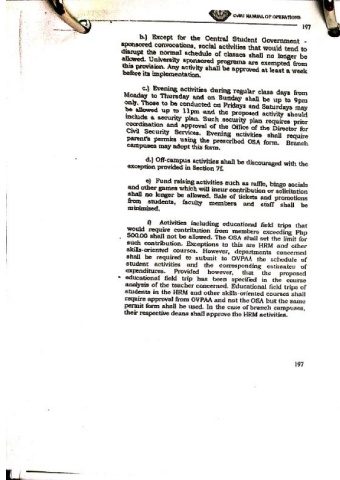 CvSU MANUAL OF OPERATIONS
197
b.) Except for the Central Student Government -
sponsored convocations, social activities that would tend to
disrupt the normal schedule of classes shall no longer be
allowed. University sponsored programs are exempted from
this provision. Any activity shall be approved at least a week
before its implementation.
c.) Evening activities during regular class days from
Monday to Thursday and on Sunday shall be up to 9pm
only. Those to be conducted on Fridays and Saturdays may
be allowed up to 11pm and the proposed activity should
include a security plan. Such security plan requires prior
coordination and approval of the Office of the Director for
Civil Security Services. Evening activities shall require
parent's permits using the prescribed OSA form. Branch
campuses may adopt this form.
d.) Off-campus activities shall be discouraged with the
exception provided in Section 7f.
e) Fund raising activities such as raffle, bingo socials
and other games which will incur contribution or solicitation
shall no longer be allowed. Sale of tickets and promotions
from students, faculty members and staff shall be
minimized.
f) Activities including educational field trips that
would require contribution from members exceeding Php
500.00 shall not be allowed. The OSA shall set the limit for
such contribution. Exceptions to this are HRM and other
skills-oriented courses. However, departments concerned
shall be required to submit to OVPAA the schedule of
student activities and the corresponding estimates of
expenditures. Provided however, that the proposed
educational field trip has been specified in the course
analysis of the teacher concerned. Educational field trips of
students in the HRM and other skills-oriented courses shall
require approval from OVPAA and not the OSA but the same
permit form shall be used. In the case of branch campuses,
their respective deans shall approve the HRM activities.
197